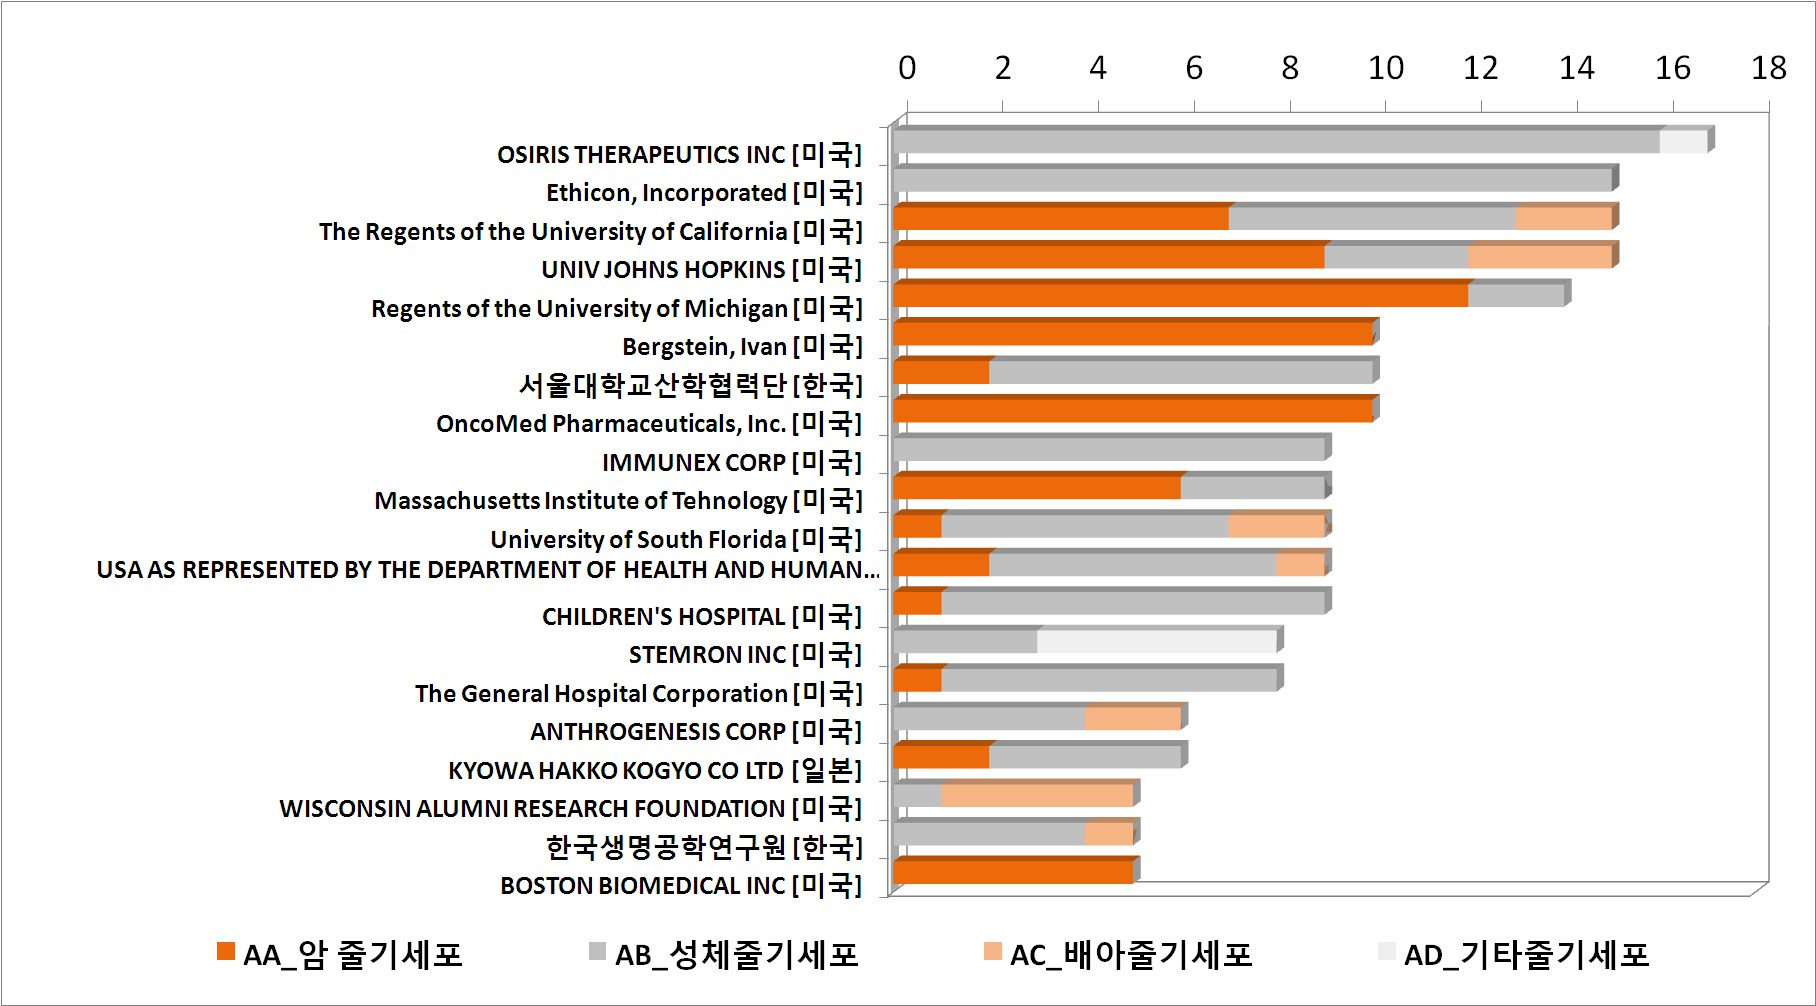 0 2 4 6 8 10 12 14 16 18
OSIRIS THERAPEUTICS INC [미국]
Ethicon, Incorporated [미국]
The Regents of the University of California [미국]
UNIV JOHNS HOPKINS [미국]
Regents of the University of Michigan [미국]
Bergstein, Ivan [미국]
서울대학교산학협력단 [한국]
OncoMed Pharmaceuticals, Inc. [미국]
IMMUNEX CORP [미국]
Massachusetts Institute of Tehnology [미국]
University of South Florida [미국]
USA AS REPRESENTED BY THE DEPARTMENT OF HEALTH AND HUMAN...
CHILDREN'S HOSPITAL [미국]
STEMRON INC [미국]
The General Hospital Corporation [미국]
ANTHROGENESIS CORP [미국]
KYOWA HAKKO KOGYO CO LTD [일본]
WISCONSIN ALUMNI RESEARCH FOUNDATION [미국]
한국생명공학연구원 [한국]
BOSTON BIOMEDICAL INC [미국]
AA_암 줄기세포 AB_성체줄기세포 AC_배아줄기세포 AD_기타줄기세포